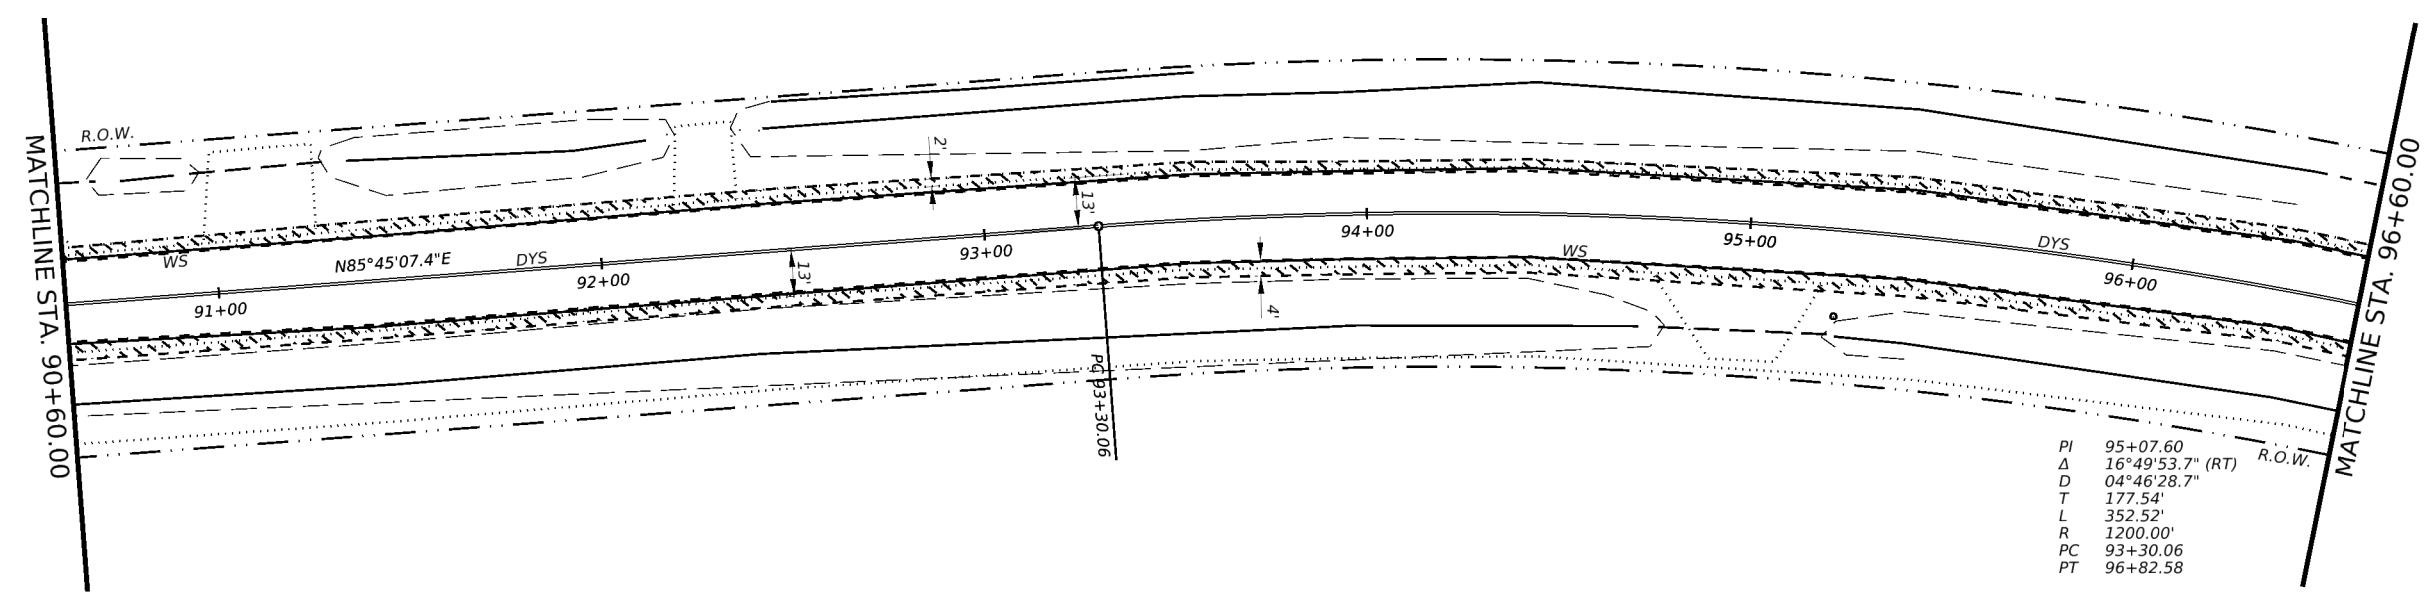 MATCHLINE STA. 90+60.00
R.O.W.
2'
13'
WS
N85°45'07.4"E
DYS
13'
91+00
92+00
93+00
94+00
95+00
96+00
WS
DYS
4'
PC 93+30.06
MATCHLINE STA. 96+60.00
R.O.W.
PI 95+07.60
Δ 16°49'53.7" (RT)
D 04°46'28.7"
T 177.54'
L 352.52'
R 1200.00'
PC 93+30.06
PT 96+82.58